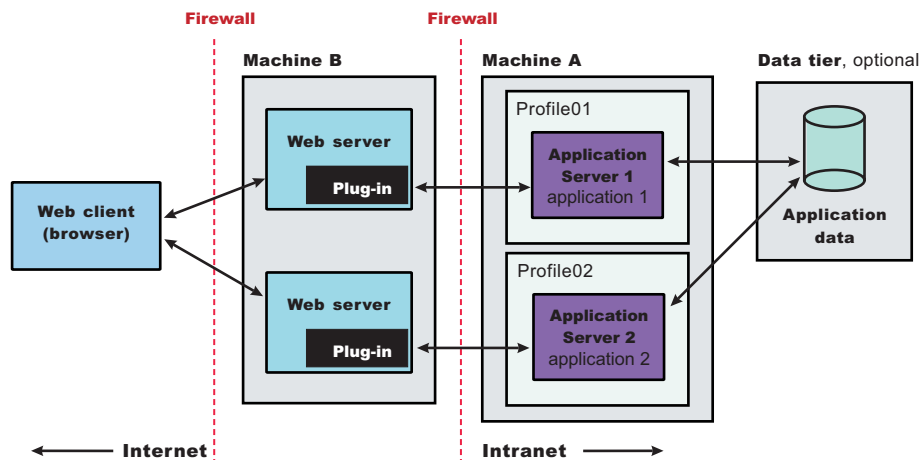 Firewall
Firewall
Machine B
Machine A
Data tier, optional
Profile01
Web server
Plug-in
Application
Server 1
application 1
Web client
(browser)
Application
data
Profile02
Web server
Plug-in
Application
Server 2
application 2
Internet
Intranet